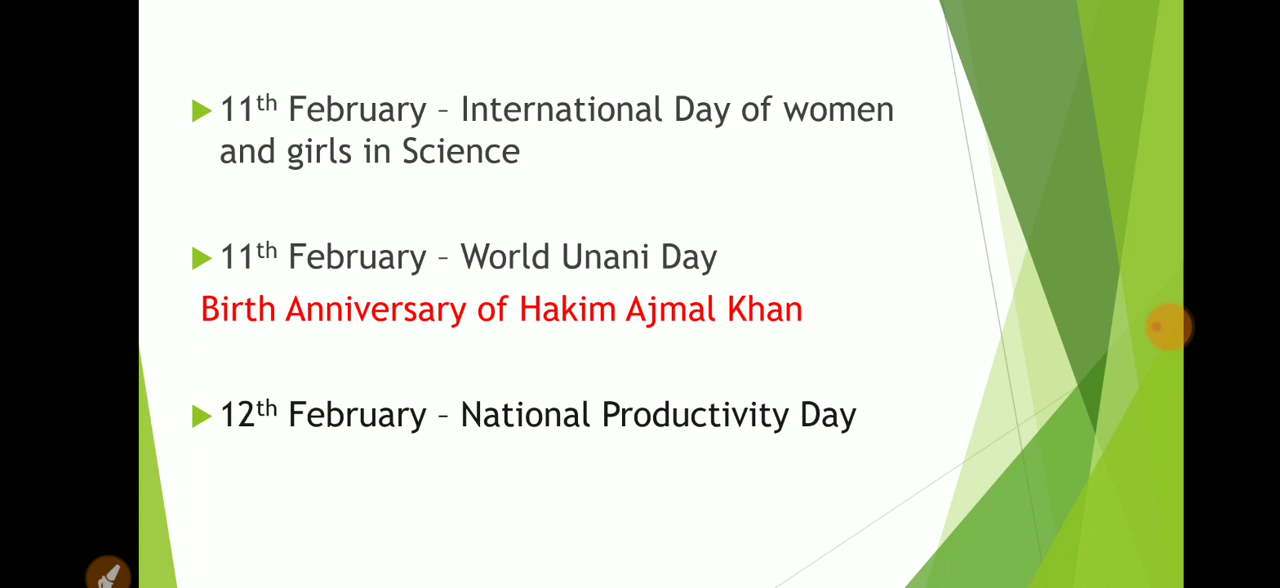 11th February – International Day of women
and girls in Science
11th February – World Unani Day
Birth Anniversary of Hakim Ajmal Khan
12th February – National Productivity Day